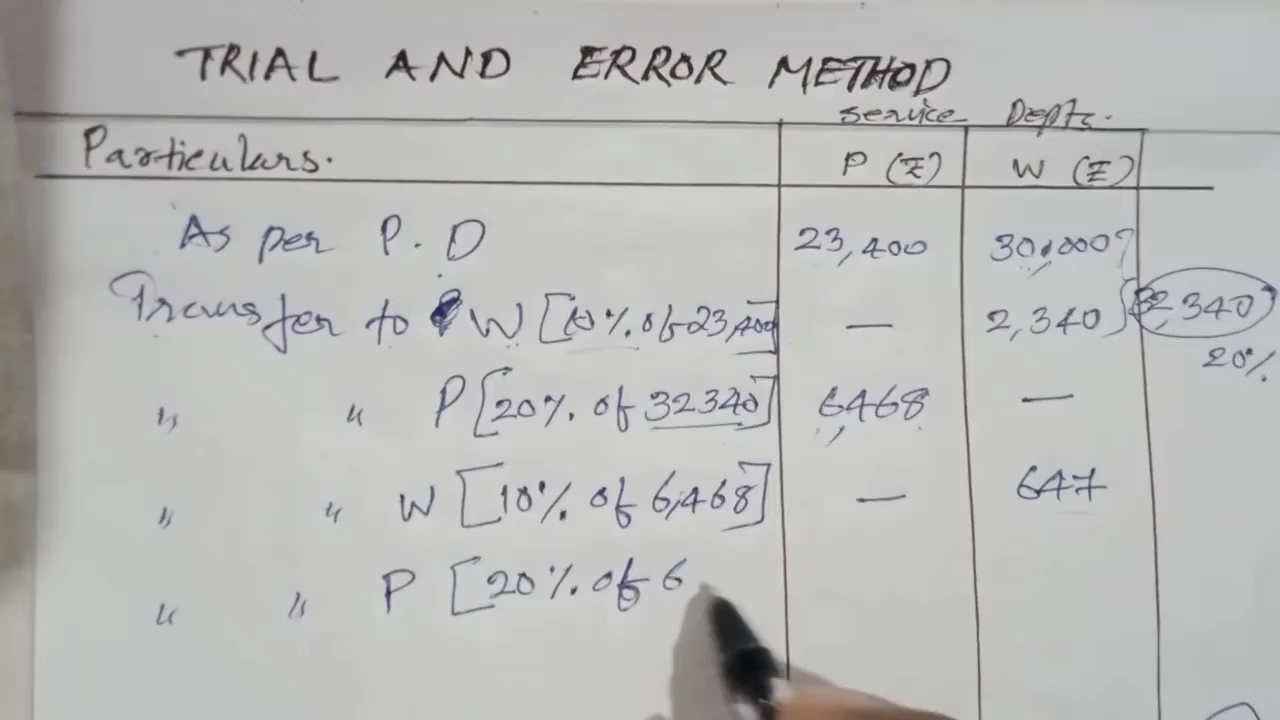 TRIAL AND ERROR METHOD
Service Depts.
Particulars. P (₹) W (₹)
As per P.D 23,400 30,000
Transfer to W [10% of 23,400] — 2,340 32,340
20%
" " P [20% of 32340] 6468 —
" " W [10% of 6,468] — 647
" " P [20% of 6